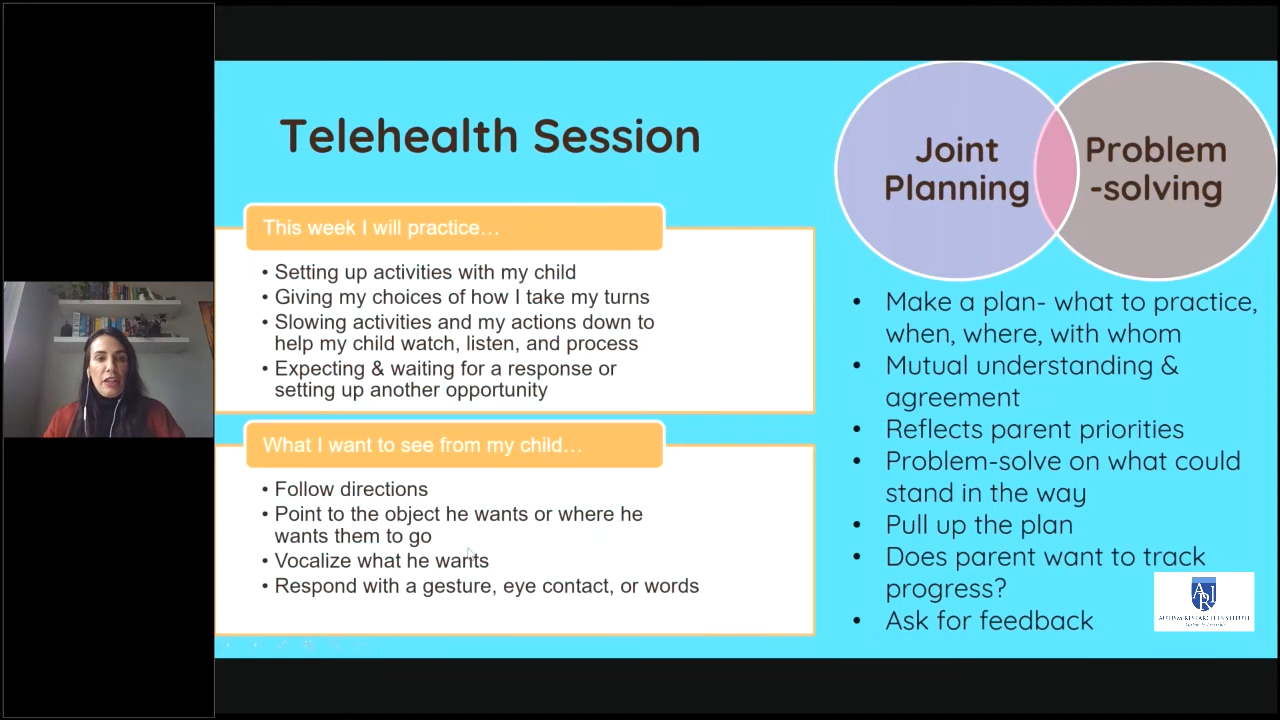 Telehealth Session
This week I will practice…
• Setting up activities with my child
• Giving my choices of how I take my turns
• Slowing activities and my actions down to
help my child watch, listen, and process
• Expecting & waiting for a response or
setting up another opportunity
What I want to see from my child…
• Follow directions
• Point to the object he wants or where he
wants them to go
• Vocalize what he wants
• Respond with a gesture, eye contact, or words
Joint
Planning
Problem
-solving
• Make a plan- what to practice,
when, where, with whom
• Mutual understanding &
agreement
• Reflects parent priorities
• Problem-solve on what could
stand in the way
• Pull up the plan
• Does parent want to track
progress?
• Ask for feedback
ARI
AUTISM RESEARCH INSTITUTE